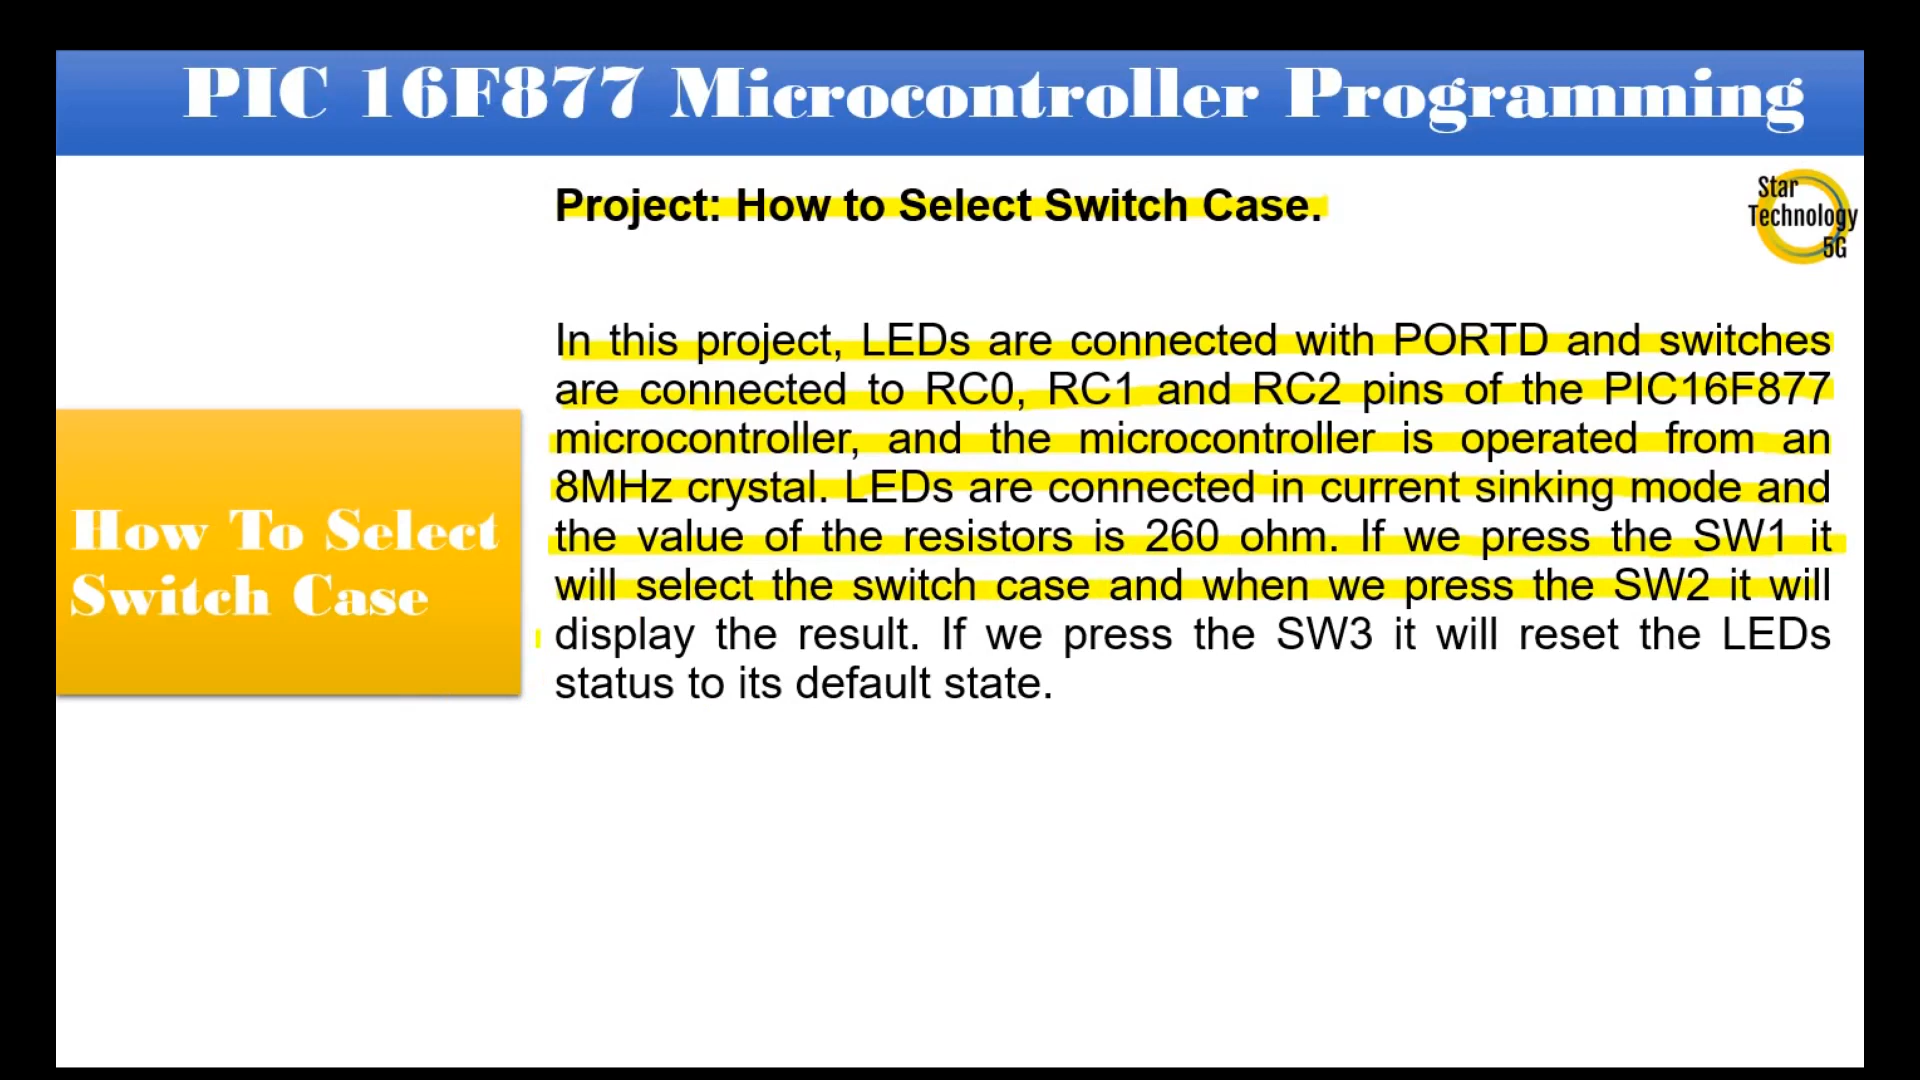 PIC 16F877 Microcontroller Programming
Project: How to Select Switch Case.
Star
Technology
5G
In this project, LEDs are connected with PORTD and switches
are connected to RC0, RC1 and RC2 pins of the PIC16F877
microcontroller, and the microcontroller is operated from an
8MHz crystal. LEDs are connected in current sinking mode and
the value of the resistors is 260 ohm. If we press the SW1 it
will select the switch case and when we press the SW2 it will
display the result. If we press the SW3 it will reset the LEDs
status to its default state.
How To Select
Switch Case